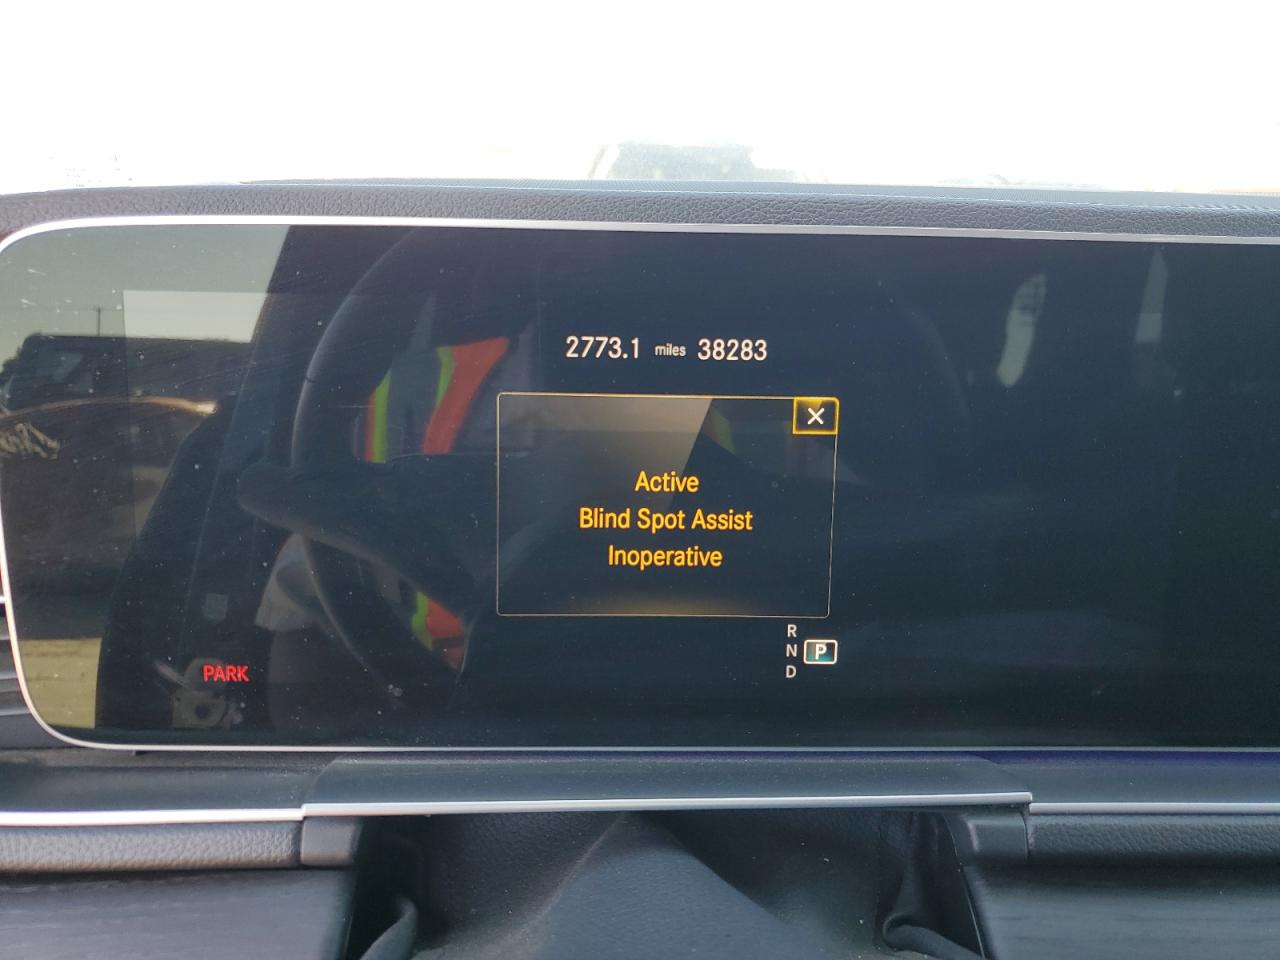 2773.1 miles 38283
X
Active
Blind Spot Assist
Inoperative
R
N P
D
PARK